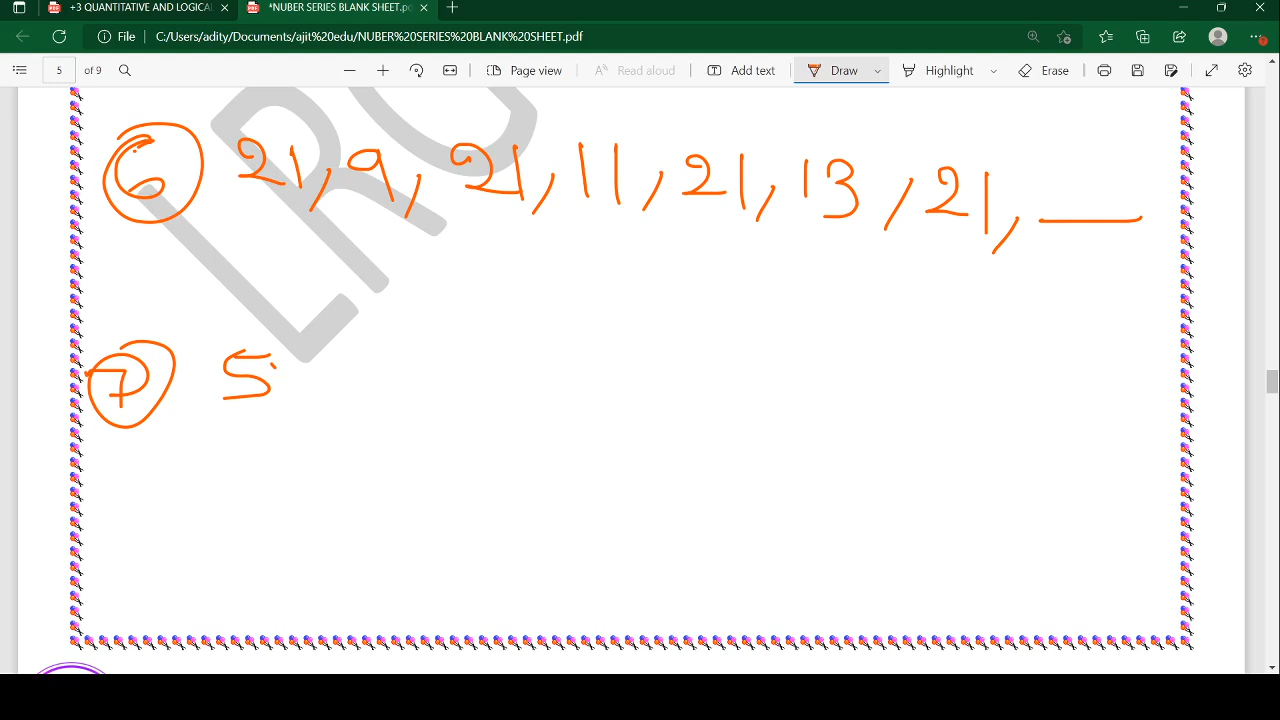 +3 QUANTITATIVE AND LOGICAL
*NUBER SERIES BLANK SHEET.pd
File C:/Users/adity/Documents/ajit%20edu/NUBER%20SERIES%20BLANK%20SHEET.pdf
5 of 9 Page view Read aloud Add text Draw Highlight Erase
6 21, 9, 21, 11, 21, 13, 21, ____
7 5